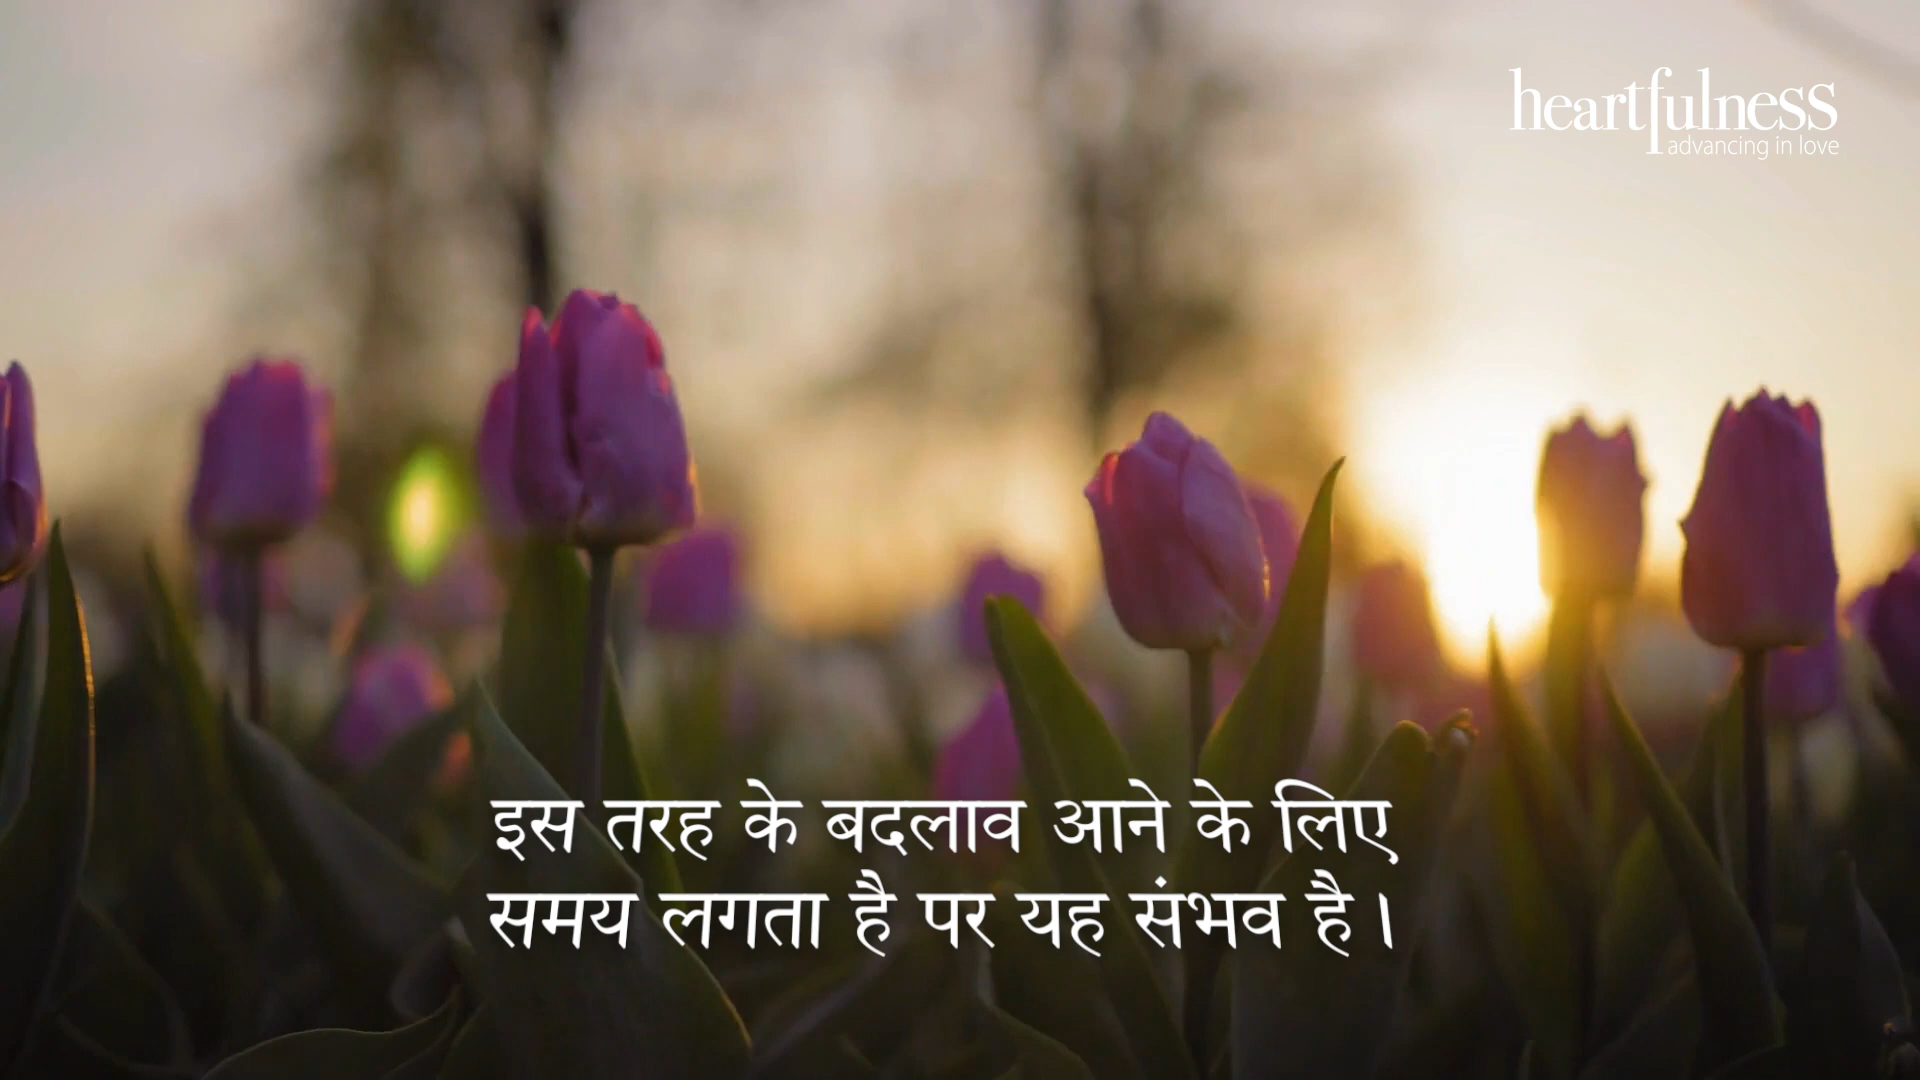 heartfulness
advancing in love
इस तरह के बदलाव आने के लिए
समय लगता है पर यह संभव है।